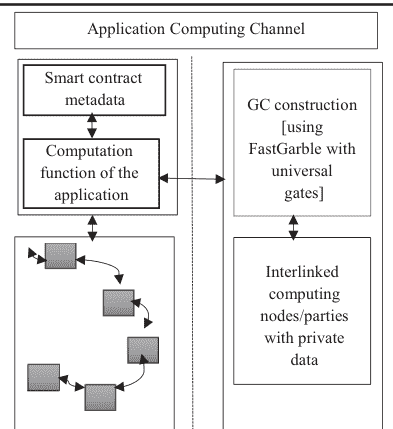 Application Computing Channel
Smart contract
metadata
Computation
function of the
application
GC construction
[using
FastGarble with
universal
gates]
Interlinked
computing
nodes/parties
with private
data